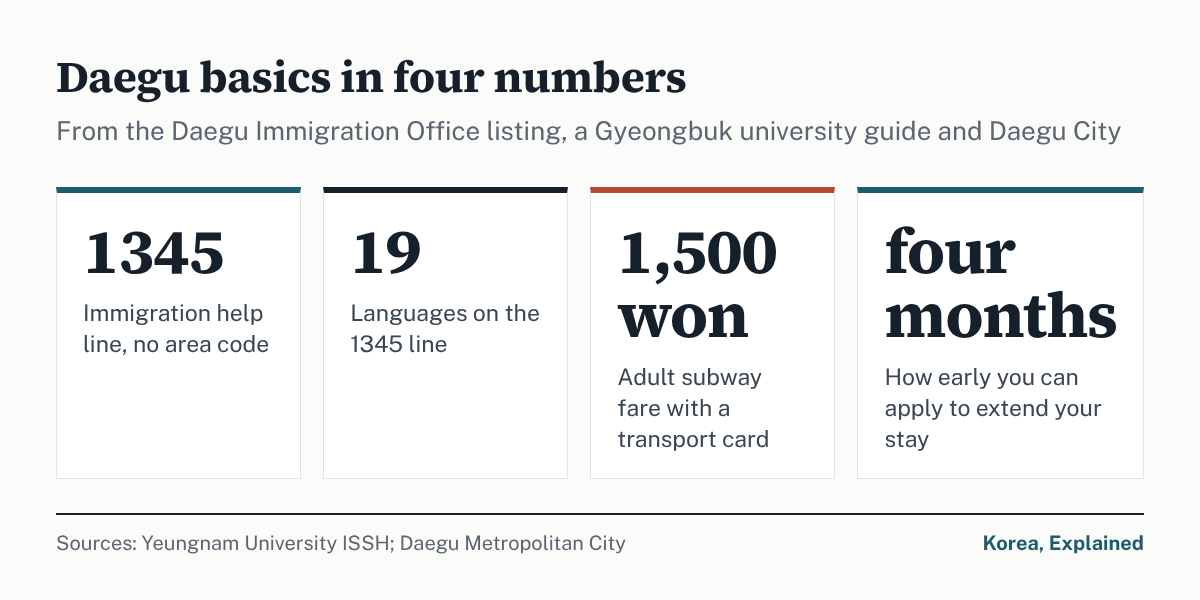 Daegu basics in four numbers
From the Daegu Immigration Office listing, a Gyeongbuk university guide and Daegu City
1345
Immigration help
line, no area code
19
Languages on the
1345 line
1,500
won
Adult subway
fare with a
transport card
four
months
How early you can
apply to extend your
stay
Sources: Yeungnam University ISSH; Daegu Metropolitan City
Korea, Explained